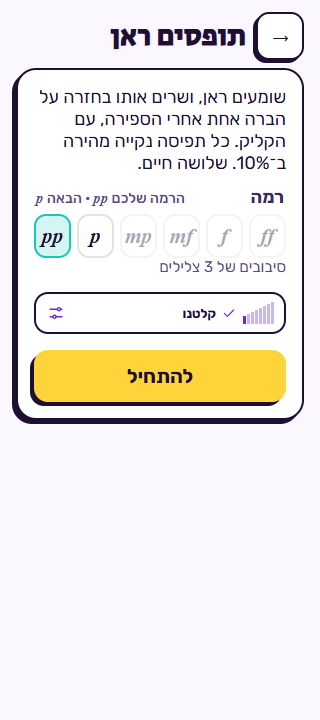 תופסים ראן
→
שומעים ראן, ושרים אותו בחזרה על
הברה אחת אחרי הספירה, עם
הקליק. כל תפיסה נקייה מהירה
ב־10%. שלושה חיים.
רמה
הרמה שלכם pp • הבאה p
pp p mp mf f ff
סיבובים של 3 צלילים
קלטנו
להתחיל